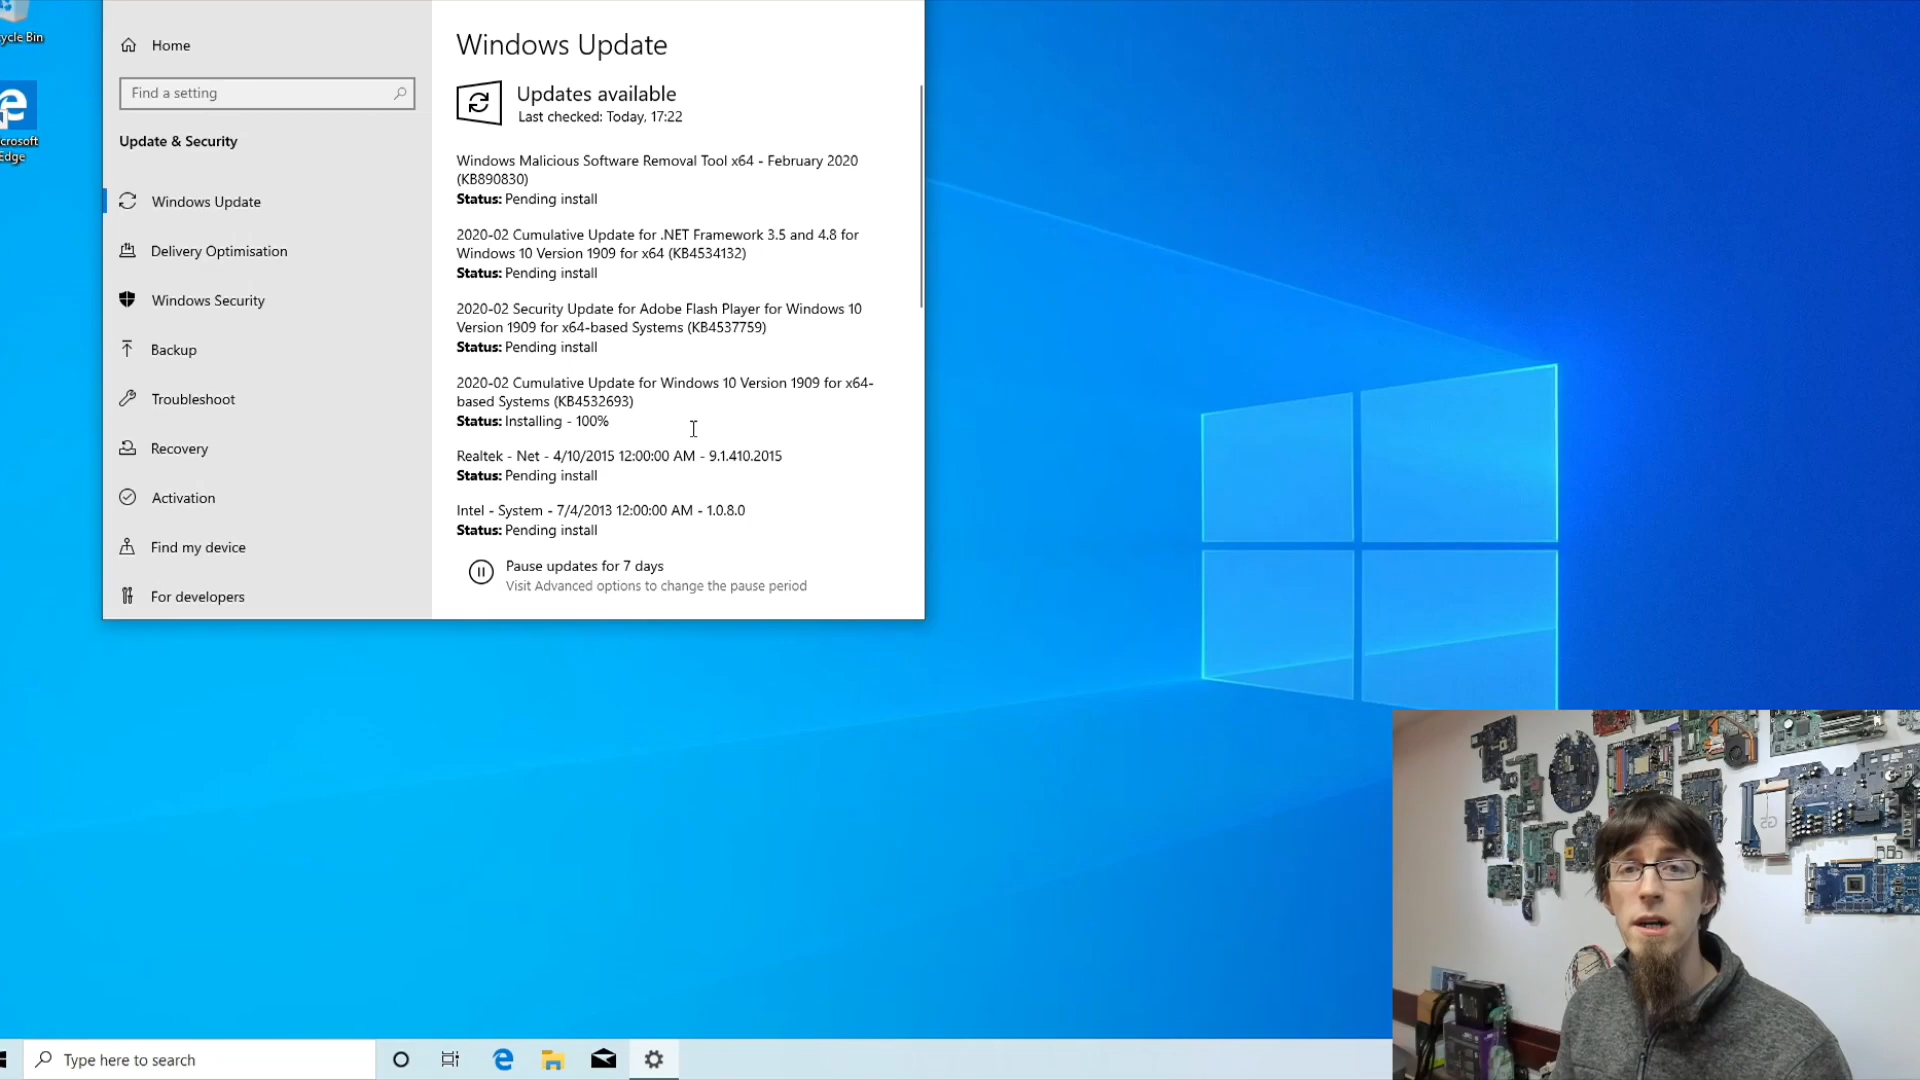 cycle Bin
Microsoft
Edge
Home
Find a setting
Update & Security
Windows Update
Delivery Optimisation
Windows Security
Backup
Troubleshoot
Recovery
Activation
Find my device
For developers
Windows Update
Updates available
Last checked: Today, 17:22
Windows Malicious Software Removal Tool x64 - February 2020
(KB890830)
Status: Pending install
2020-02 Cumulative Update for .NET Framework 3.5 and 4.8 for
Windows 10 Version 1909 for x64 (KB4534132)
Status: Pending install
2020-02 Security Update for Adobe Flash Player for Windows 10
Version 1909 for x64-based Systems (KB4537759)
Status: Pending install
2020-02 Cumulative Update for Windows 10 Version 1909 for x64-
based Systems (KB4532693)
Status: Installing - 100%
Realtek - Net - 4/10/2015 12:00:00 AM - 9.1.410.2015
Status: Pending install
Intel - System - 7/4/2013 12:00:00 AM - 1.0.8.0
Status: Pending install
Pause updates for 7 days
Visit Advanced options to change the pause period
Type here to search
G5